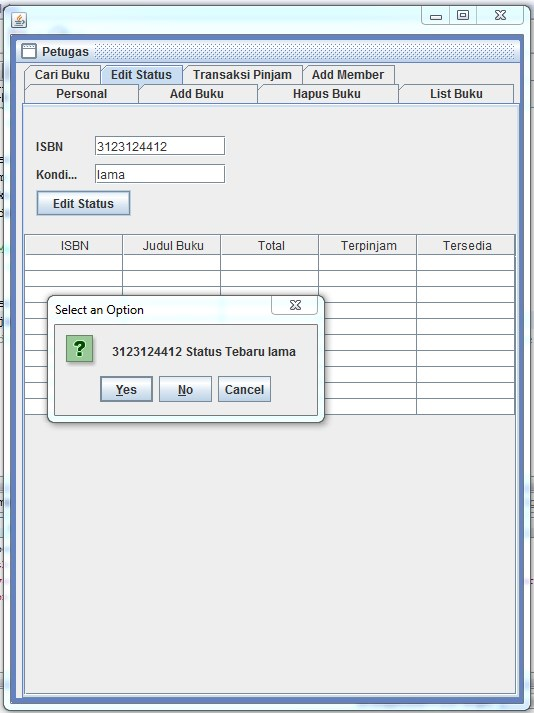 Petugas
Cari Buku Edit Status Transaksi Pinjam Add Member
Personal Add Buku Hapus Buku List Buku
ISBN 3123124412
Kondi... lama
Edit Status
ISBN Judul Buku Total Terpinjam Tersedia
Select an Option
? 3123124412 Status Tebaru lama
Yes No Cancel